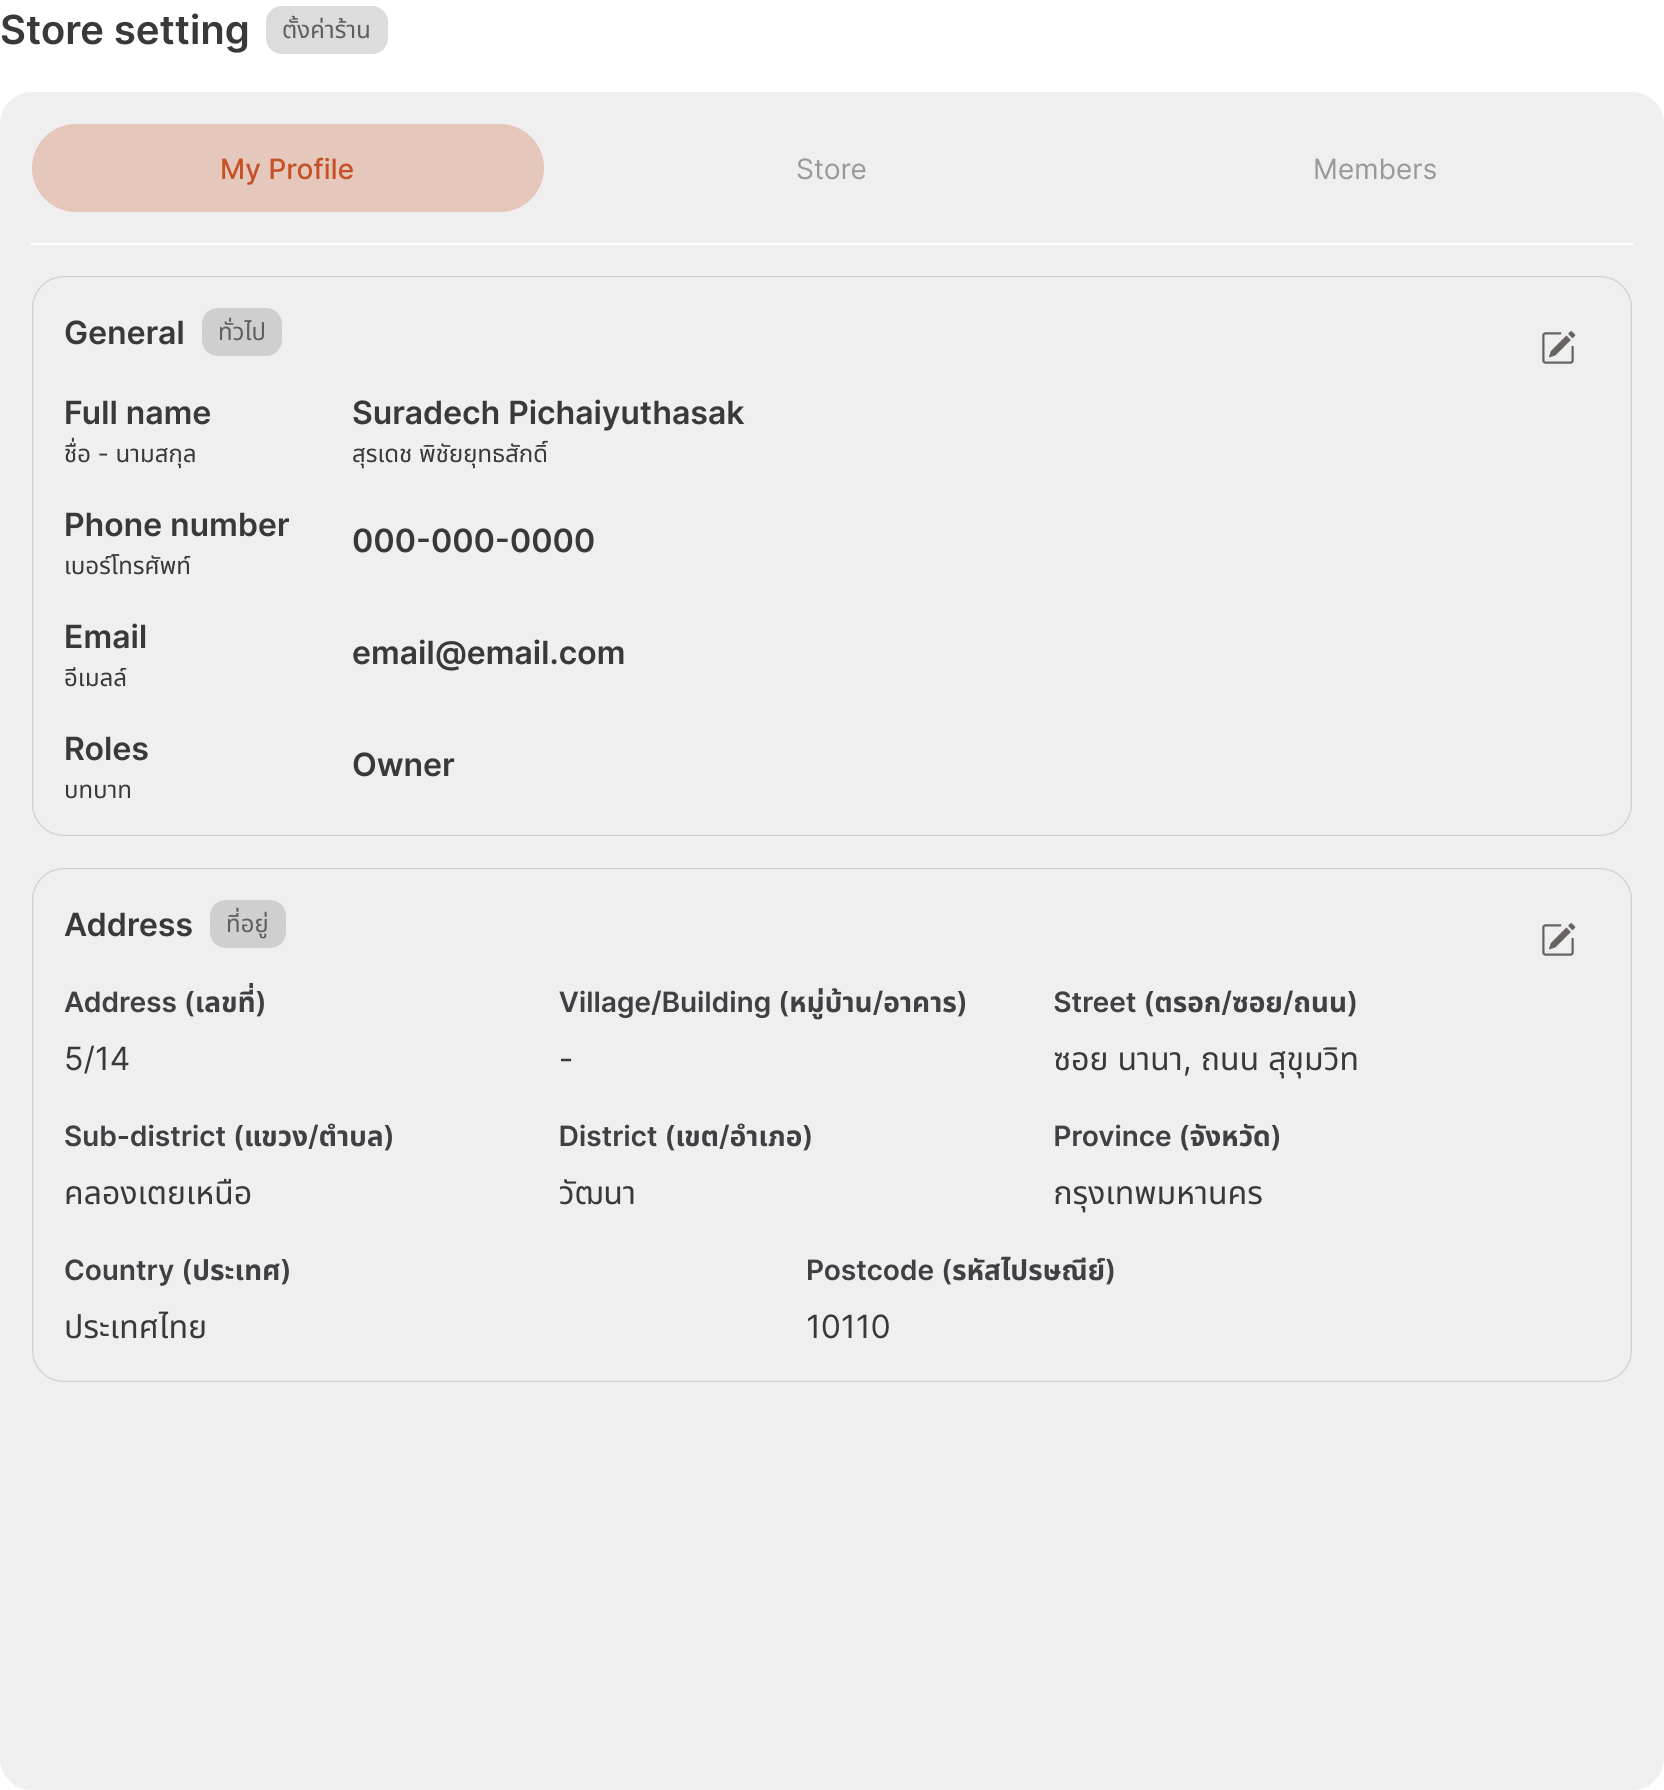 Store setting ตั้งค่าร้าน
My Profile Store Members
General ทั่วไป
Full name Suradech Pichaiyuthasak
ชื่อ - นามสกุล สุรเดช พิชัยยุทธสักดิ์
Phone number 000-000-0000
เบอร์โทรศัพท์
Email email@email.com
อีเมลล์
Roles Owner
บทบาท
Address ที่อยู่
Address (เลขที่) Village/Building (หมู่บ้าน/อาคาร) Street (ตรอก/ซอย/ถนน)
5/14 - ซอย นานา, ถนน สุขุมวิท
Sub-district (แขวง/ตำบล) District (เขต/อำเภอ) Province (จังหวัด)
คลองเตยเหนือ วัฒนา กรุงเทพมหานคร
Country (ประเทศ) Postcode (รหัสไปรษณีย์)
ประเทศไทย 10110